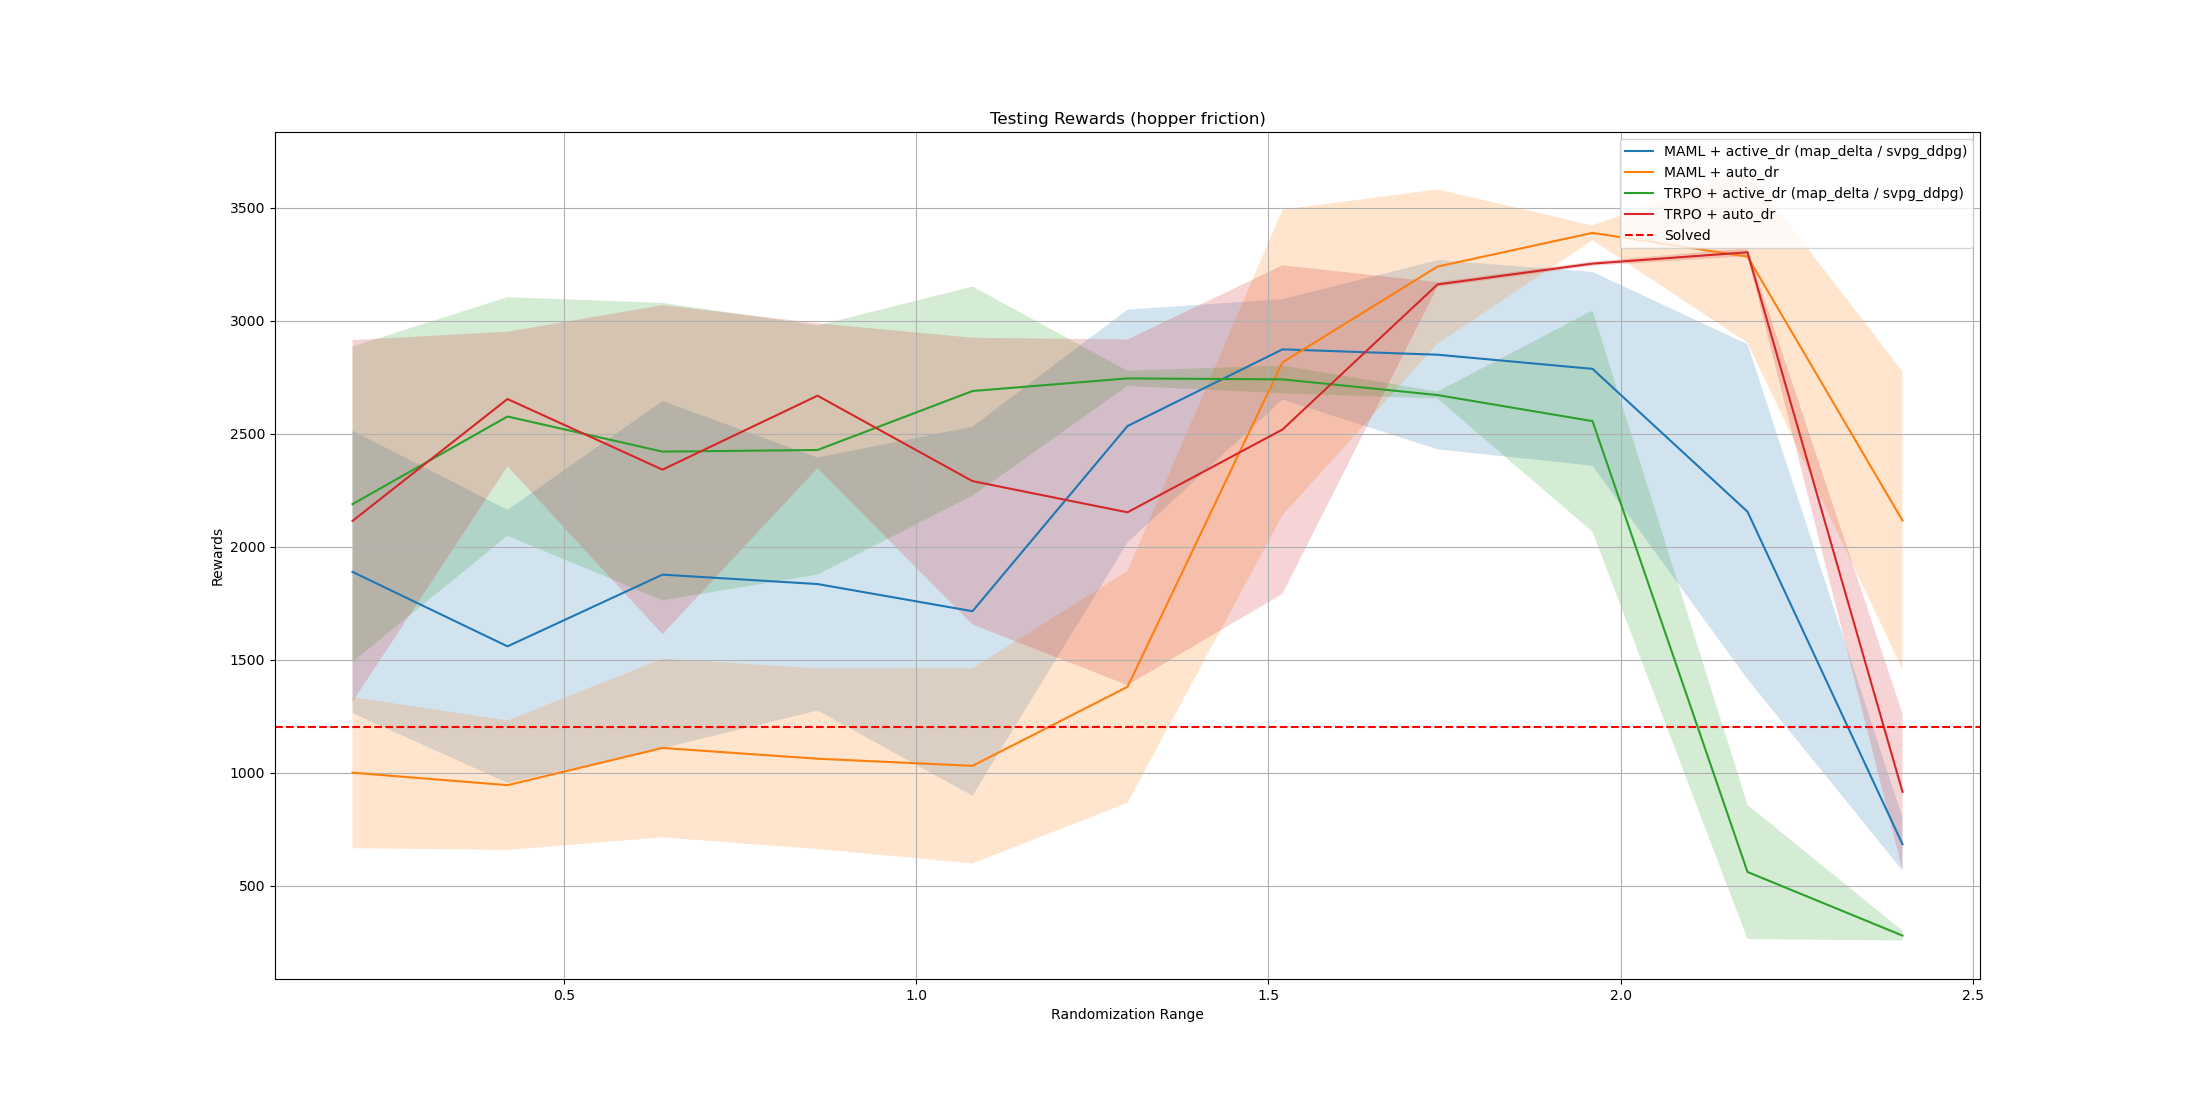 Testing Rewards (hopper friction)
MAML + active_dr (map_delta / svpg_ddpg)
MAML + auto_dr
TRPO + active_dr (map_delta / svpg_ddpg)
TRPO + auto_dr
Solved
3500
3000
2500
2000
1500
1000
500
Rewards
0.5
1.0
1.5
2.0
2.5
Randomization Range